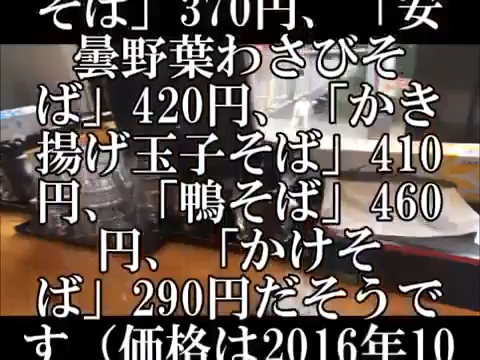 そば」370円、「安
曇野葉わさびそ
ば」420円、「かき
揚げ玉子そば」410
円、「鴨そば」460
円、「かけそ
ば」290円だそうで
す（価格は2016年10